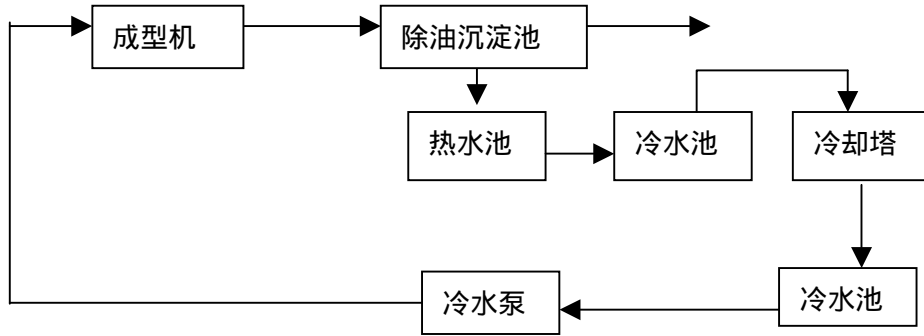 成型机
除油沉淀池
热水池
冷水池
冷却塔
冷水泵
冷水池